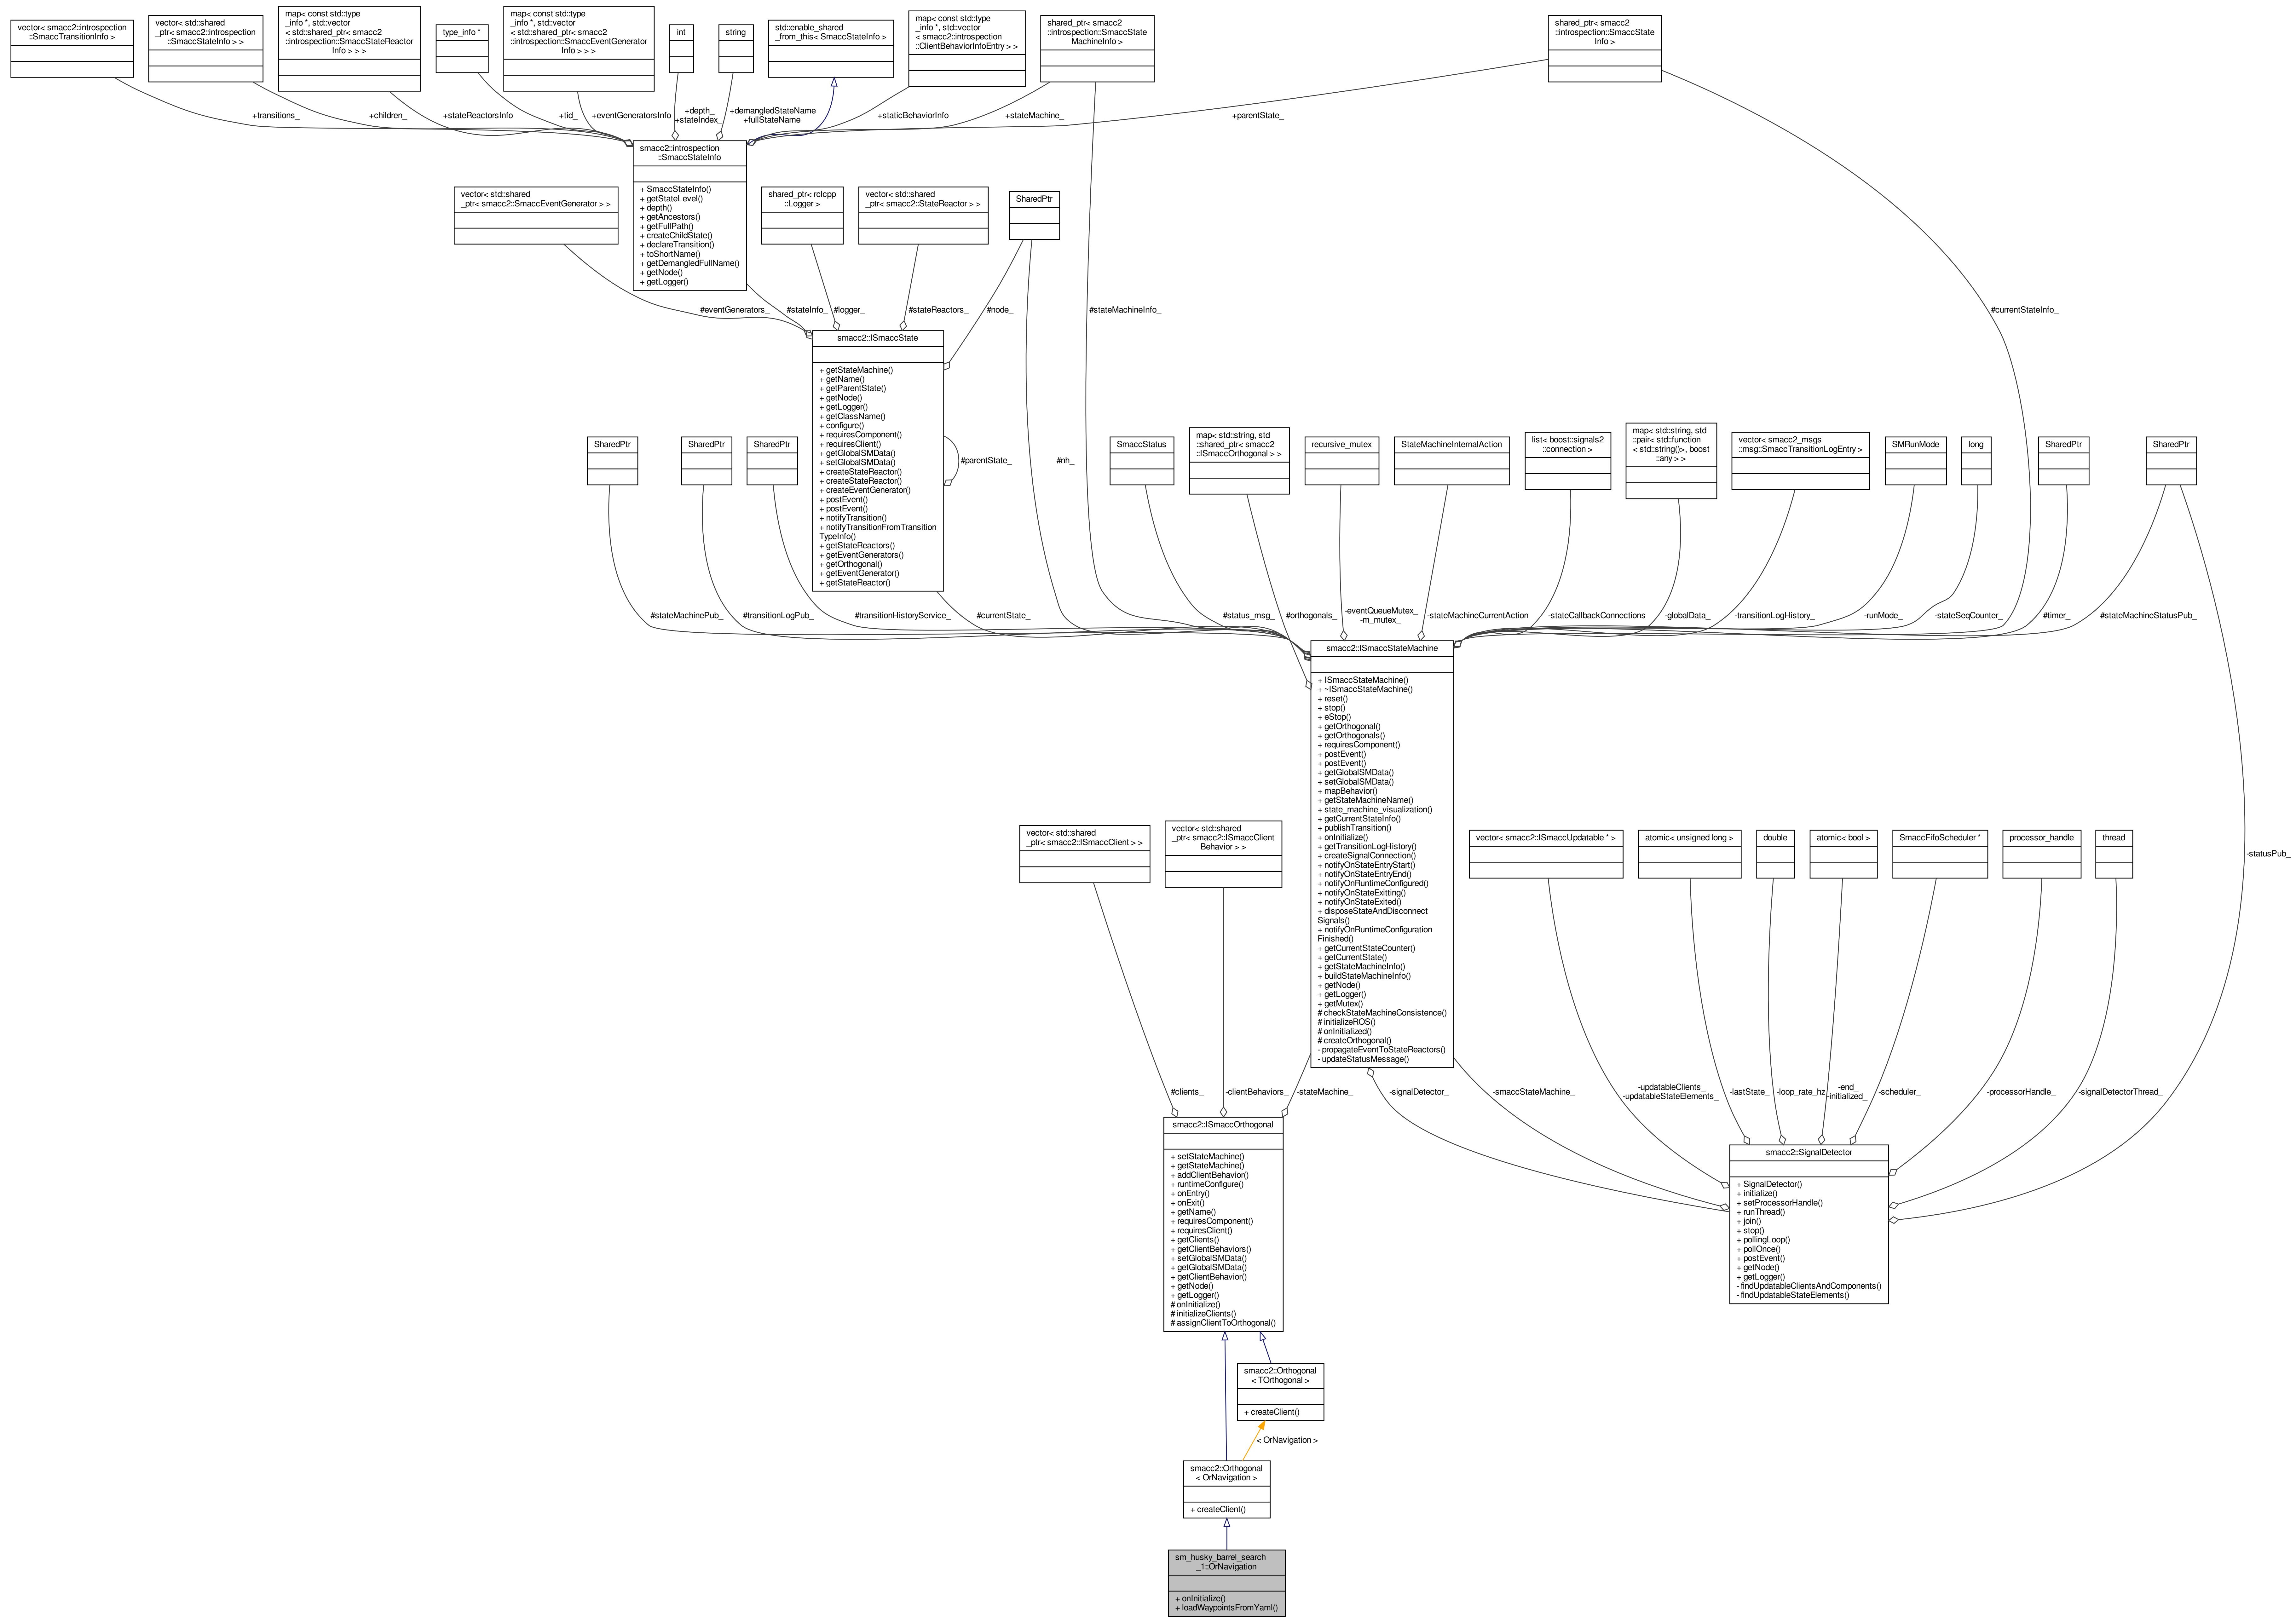 vector< smacc2::introspection
::SmaccTransitionInfo >
vector< std::shared
_ptr< smacc2::introspection
::SmaccStateInfo > >
map< const std::type
_info *, std::vector
< std::shared_ptr< smacc2
::introspection::SmaccStateReactor
Info > > >
type_info *
map< const std::type
_info *, std::vector
< std::shared_ptr< smacc2
::introspection::SmaccEventGenerator
Info > > >
int
string
std::enable_shared
_from_this< SmaccStateInfo >
map< const std::type
_info *, std::vector
< smacc2::introspection
::ClientBehaviorInfoEntry > >
shared_ptr< smacc2
::introspection::SmaccState
MachineInfo >
shared_ptr< smacc2
::introspection::SmaccState
Info >
+transitions_
+children_
+stateReactorsInfo
+tid_
+eventGeneratorsInfo
+depth_
+stateIndex_
+demangledStateName
+fullStateName
+staticBehaviorInfo
+stateMachine_
+parentState_
smacc2::introspection
::SmaccStateInfo
+ SmaccStateInfo()
+ getStateLevel()
+ depth()
+ getAncestors()
+ getFullPath()
+ createChildState()
+ declareTransition()
+ toShortName()
+ getDemangledFullName()
+ getNode()
+ getLogger()
vector< std::shared
_ptr< smacc2::SmaccEventGenerator > >
shared_ptr< rclcpp
::Logger >
vector< std::shared
_ptr< smacc2::StateReactor > >
SharedPtr
#eventGenerators_
#stateInfo_
#logger_
#stateReactors_
#node_
#stateMachineInfo_
#currentStateInfo_
smacc2::ISmaccState
+ getStateMachine()
+ getName()
+ getParentState()
+ getNode()
+ getLogger()
+ getClassName()
+ configure()
+ requiresComponent()
+ requiresClient()
+ getGlobalSMData()
+ setGlobalSMData()
+ createStateReactor()
+ createStateReactor()
+ createEventGenerator()
+ postEvent()
+ postEvent()
+ notifyTransition()
+ notifyTransitionFromTransition
TypeInfo()
+ getStateReactors()
+ getEventGenerators()
+ getOrthogonal()
+ getEventGenerator()
+ getStateReactor()
#parentState_
#nh_
SharedPtr
SharedPtr
SharedPtr
SmaccStatus
map< std::string, std
::shared_ptr< smacc2
::ISmaccOrthogonal > >
recursive_mutex
StateMachineInternalAction
list< boost::signals2
::connection >
map< std::string, std
::pair< std::function
< std::string()>, boost
::any > >
vector< smacc2_msgs
::msg::SmaccTransitionLogEntry >
SMRunMode
long
SharedPtr
SharedPtr
#stateMachinePub_
#transitionLogPub_
#transitionHistoryService_
#currentState_
#status_msg_
#orthogonals_
-eventQueueMutex_
-m_mutex_
-stateMachineCurrentAction
-stateCallbackConnections
-globalData_
-transitionLogHistory_
-runMode_
-stateSeqCounter_
#timer_
#stateMachineStatusPub_
smacc2::ISmaccStateMachine
+ ISmaccStateMachine()
+ ~ISmaccStateMachine()
+ reset()
+ stop()
+ eStop()
+ getOrthogonal()
+ getOrthogonals()
+ requiresComponent()
+ postEvent()
+ postEvent()
+ getGlobalSMData()
+ setGlobalSMData()
+ mapBehavior()
+ getStateMachineName()
+ state_machine_visualization()
+ getCurrentStateInfo()
+ publishTransition()
+ onInitialize()
+ getTransitionLogHistory()
+ createSignalConnection()
+ notifyOnStateEntryStart()
+ notifyOnStateEntryEnd()
+ notifyOnRuntimeConfigured()
+ notifyOnStateExitting()
+ notifyOnStateExited()
+ disposeStateAndDisconnect
Signals()
+ notifyOnRuntimeConfiguration
Finished()
+ getCurrentStateCounter()
+ getCurrentState()
+ getStateMachineInfo()
+ buildStateMachineInfo()
+ getNode()
+ getLogger()
+ getMutex()
# checkStateMachineConsistence()
# initializeROS()
# onInitialized()
# createOrthogonal()
- propagateEventToStateReactors()
- updateStatusMessage()
vector< std::shared
_ptr< smacc2::ISmaccClient > >
vector< std::shared
_ptr< smacc2::ISmaccClient
Behavior > >
vector< smacc2::ISmaccUpdatable * >
atomic< unsigned long >
double
atomic< bool >
SmaccFifoScheduler *
processor_handle
thread
-statusPub_
#clients_
-clientBehaviors_
-stateMachine_
-signalDetector_
-smaccStateMachine_
-updatableClients_
-updatableStateElements_
-lastState_
-loop_rate_hz
-end_
-initialized_
-scheduler_
-processorHandle_
-signalDetectorThread_
smacc2::ISmaccOrthogonal
+ setStateMachine()
+ getStateMachine()
+ addClientBehavior()
+ runtimeConfigure()
+ onEntry()
+ onExit()
+ getName()
+ requiresComponent()
+ requiresClient()
+ getClients()
+ getClientBehaviors()
+ setGlobalSMData()
+ getGlobalSMData()
+ getClientBehavior()
+ getNode()
+ getLogger()
# onInitialize()
# initializeClients()
# assignClientToOrthogonal()
smacc2::SignalDetector
+ SignalDetector()
+ initialize()
+ setProcessorHandle()
+ runThread()
+ join()
+ stop()
+ pollingLoop()
+ pollOnce()
+ postEvent()
+ getNode()
+ getLogger()
- findUpdatableClientsAndComponents()
- findUpdatableStateElements()
smacc2::Orthogonal
< TOrthogonal >
+ createClient()
< OrNavigation >
smacc2::Orthogonal
< OrNavigation >
+ createClient()
sm_husky_barrel_search
_1::OrNavigation
+ onInitialize()
+ loadWaypointsFromYaml()